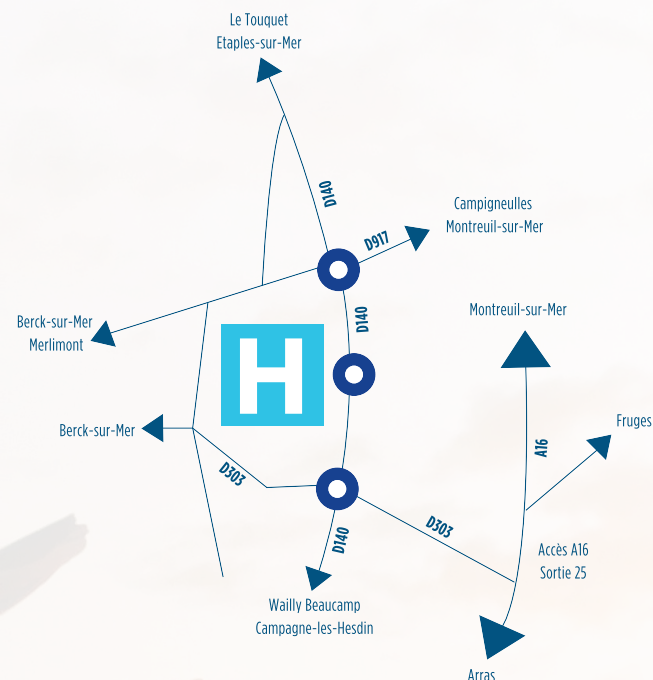 Le Touquet
Etaples-sur-Mer
D140
Campigneulles
Montreuil-sur-Mer
D917
D140
Montreuil-sur-Mer
Berck-sur-Mer
Merlimont
H
Berck-sur-Mer
Fruges
A16
D303
D303
D140
Accès A16
Sortie 25
Wailly Beaucamp
Campagne-les-Hesdin
Arras